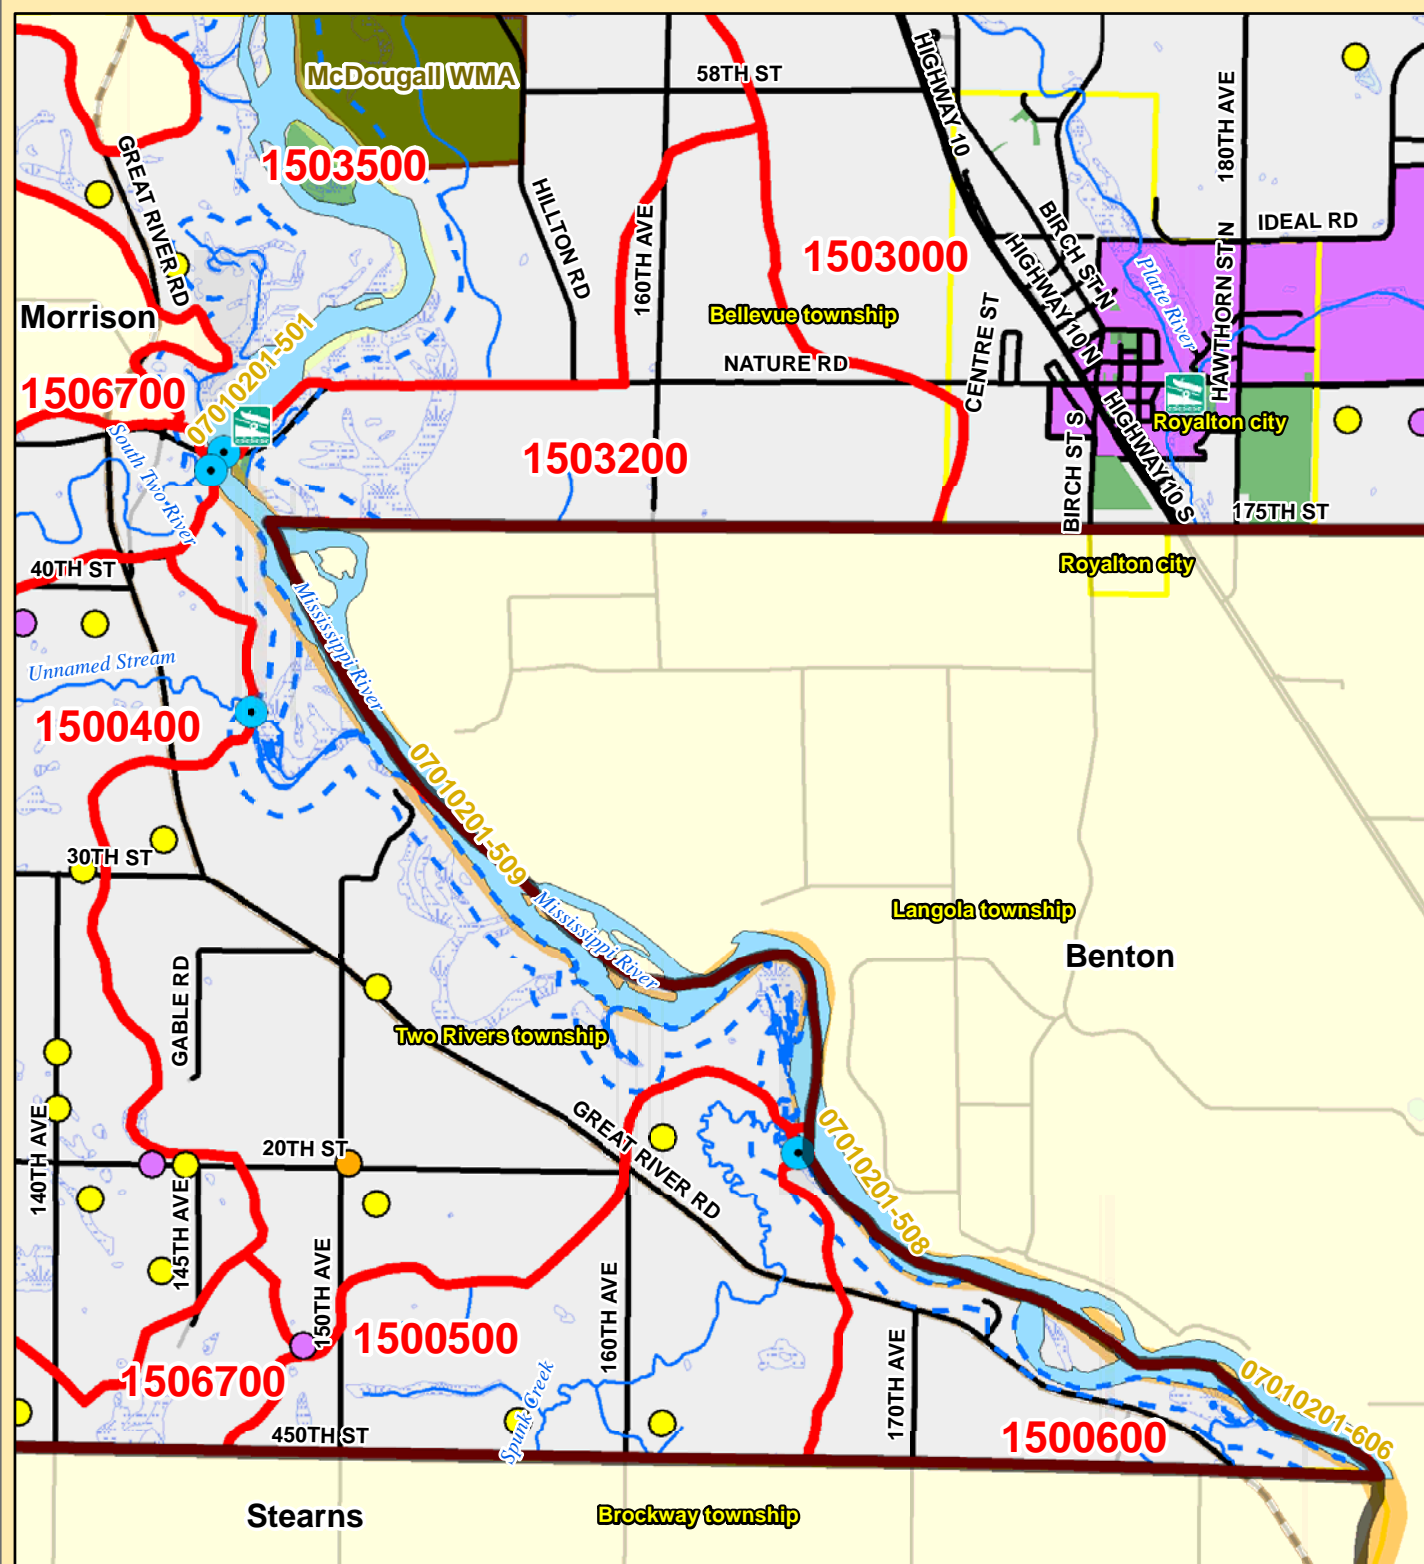 McDougall WMA
58TH ST
HIGHWAY 10
180TH AVE
GREAT RIVER RD
1503500
HILLTON RD
160TH AVE
BIRCH ST N
IDEAL RD
1503000
HIGHWAY 10 N
HAWTHORN ST N
Platte River
Morrison
Bellevue township
CENTRE ST
07010201-501
NATURE RD
1506700
Royalton city
South Two River
1503200
HIGHWAY 10 S
BIRCH ST S
175TH ST
40TH ST
Royalton city
Mississippi River
Unnamed Stream
1500400
07010201-509
30TH ST
Mississippi River
Langola township
Benton
GABLE RD
Two Rivers township
140TH AVE
GREAT RIVER RD
07010201-508
20TH ST
145TH AVE
150TH AVE
160TH AVE
1500500
170TH AVE
1506700
Spunk Creek
07010201-606
450TH ST
1500600
Stearns
Brockway township